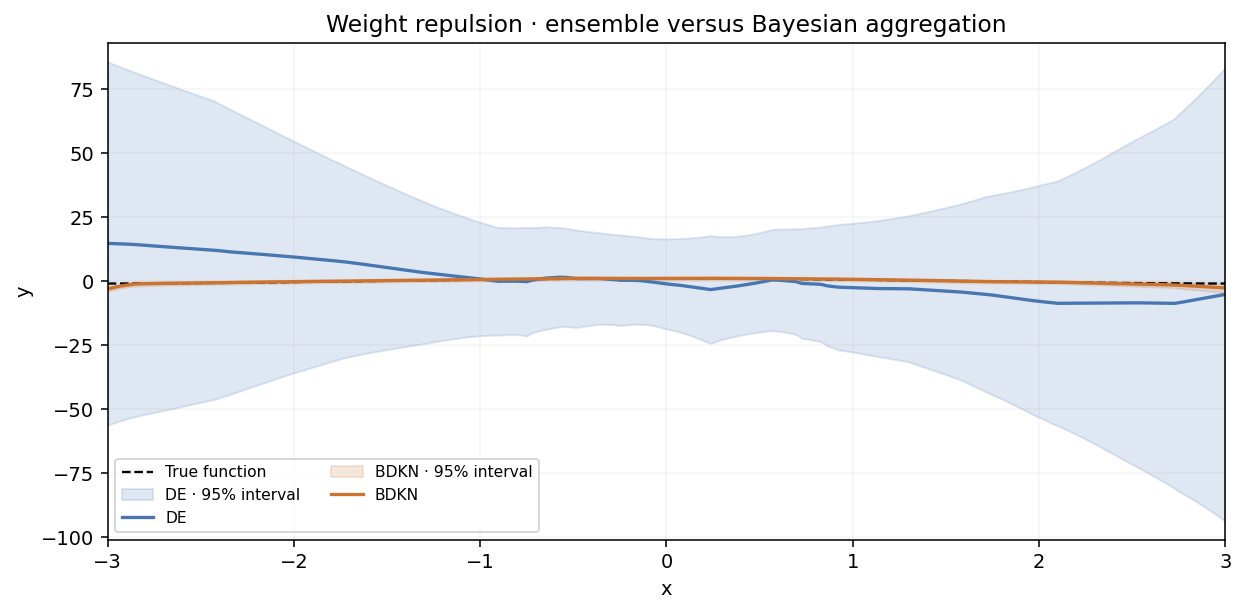 Weight repulsion · ensemble versus Bayesian aggregation
y
75
50
25
0
−25
−50
−75
−100
True function
DE · 95% interval
DE
BDKN · 95% interval
BDKN
−3
−2
−1
0
1
2
3
x